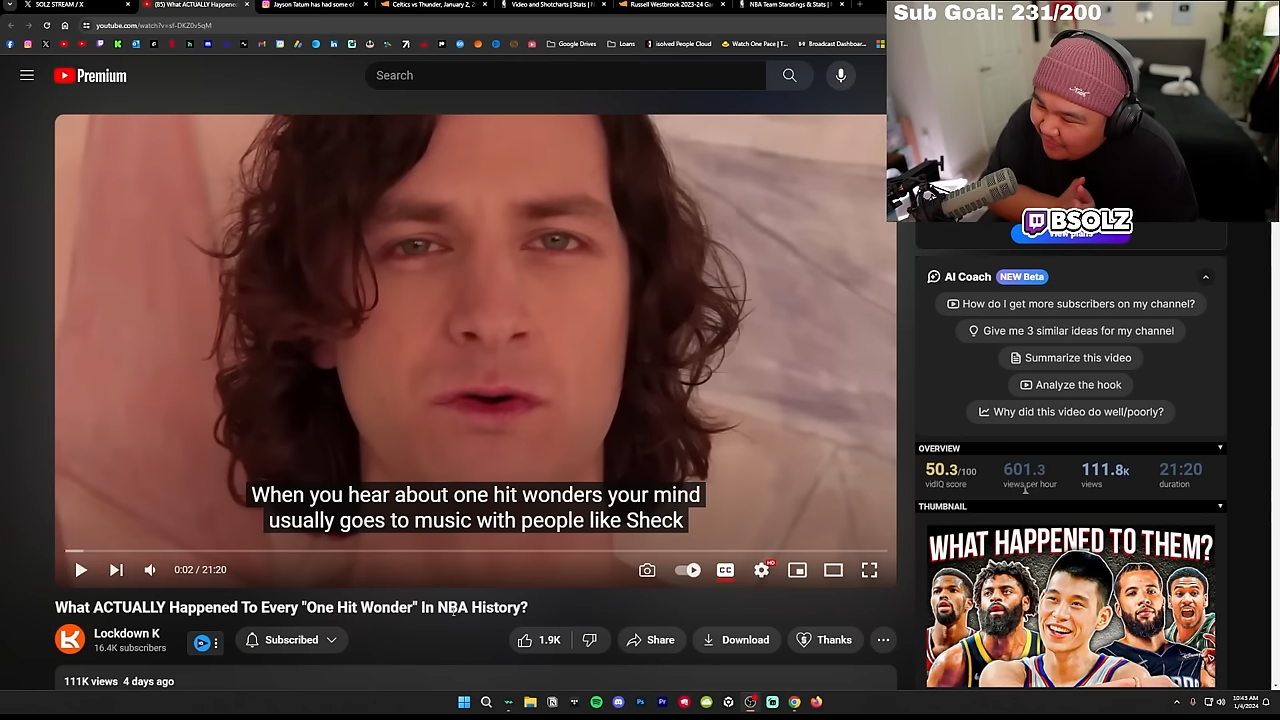 Sub Goal: 231/200
SOLZ STREAM / X
(85) What ACTUALLY Happened
Jayson Tatum has had some c
Celtics vs Thunder, January 2, 2
Video and Shotcharts | Stats | N
Russell Westbrook 2023-24 Ga
NBA Team Standings & Stats | N
youtube.com/watch?v=sf-DKZ0v5qM
Google Drives
Loans
isolved People Cloud
Watch One Pace | T...
Broadcast Dashboar...
Premium
Search
BSOLZ
View plans
AI Coach NEW Beta
How do I get more subscribers on my channel?
Give me 3 similar ideas for my channel
Summarize this video
Analyze the hook
Why did this video do well/poorly?
OVERVIEW
50.3/100 601.3 111.8K 21:20
vidIQ score views per hour views duration
THUMBNAIL
WHAT HAPPENED TO THEM?
When you hear about one hit wonders your mind
usually goes to music with people like Sheck
0:02 / 21:20
CC
HD
What ACTUALLY Happened To Every "One Hit Wonder" In NBA History?
Lockdown K
16.4K subscribers
Subscribed
1.9K
Share
Download
Thanks
111K views 4 days ago
10:43 AM
1/4/2024